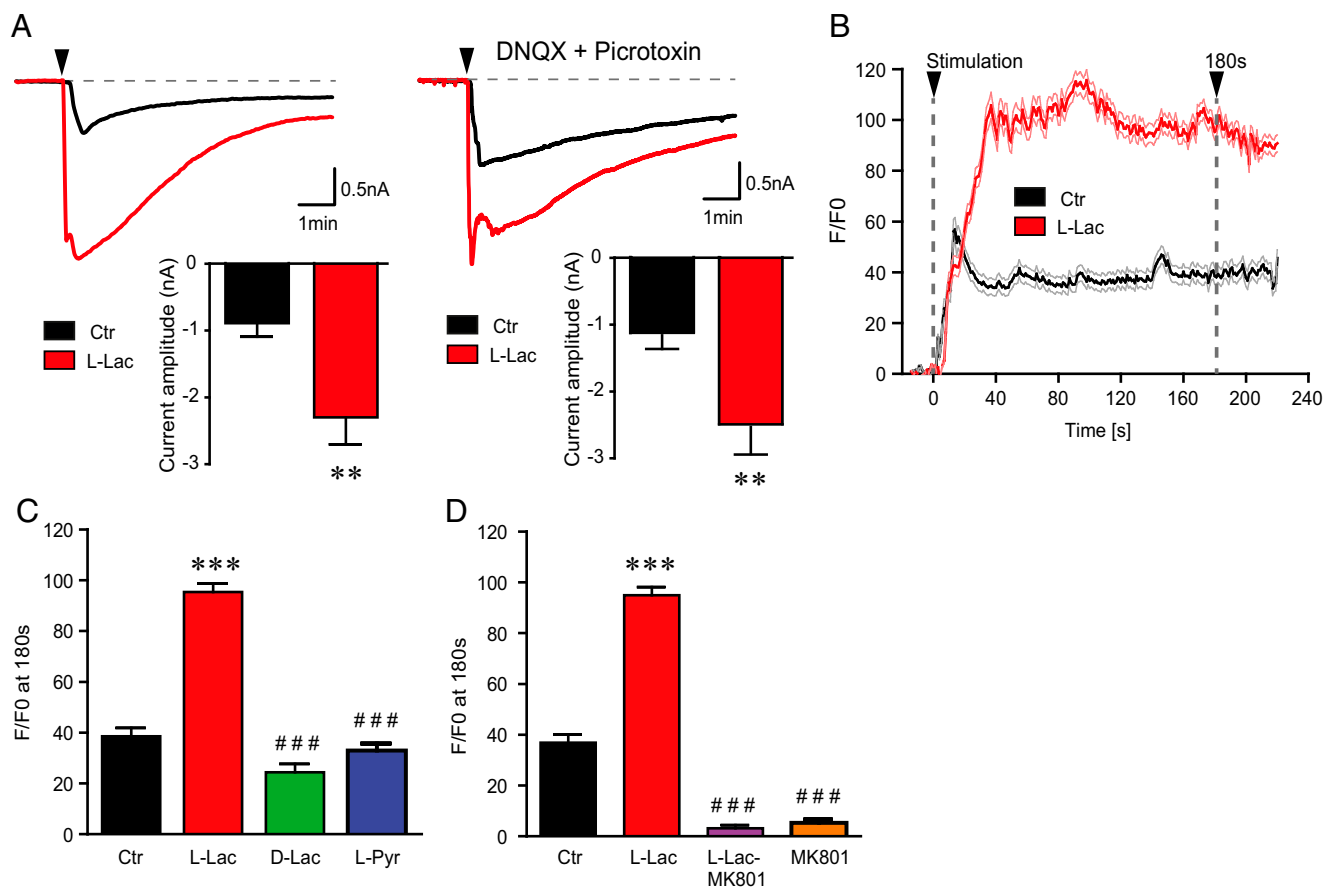 A
DNQX + Picrotoxin
0.5nA
1min
0.5nA
1min
Ctr
L-Lac
Current amplitude (nA)
0
-1
-2
-3
**
Ctr
L-Lac
Current amplitude (nA)
0
-1
-2
-3
**
B
Stimulation
180s
F/F0
120
100
80
60
40
20
0
Ctr
L-Lac
0 40 80 120 160 200 240
Time [s]
C
F/F0 at 180s
120
100
80
60
40
20
0
***
# # #
# # #
Ctr L-Lac D-Lac L-Pyr
D
F/F0 at 180s
120
100
80
60
40
20
0
***
# # #
# # #
Ctr L-Lac L-Lac- MK801
MK801